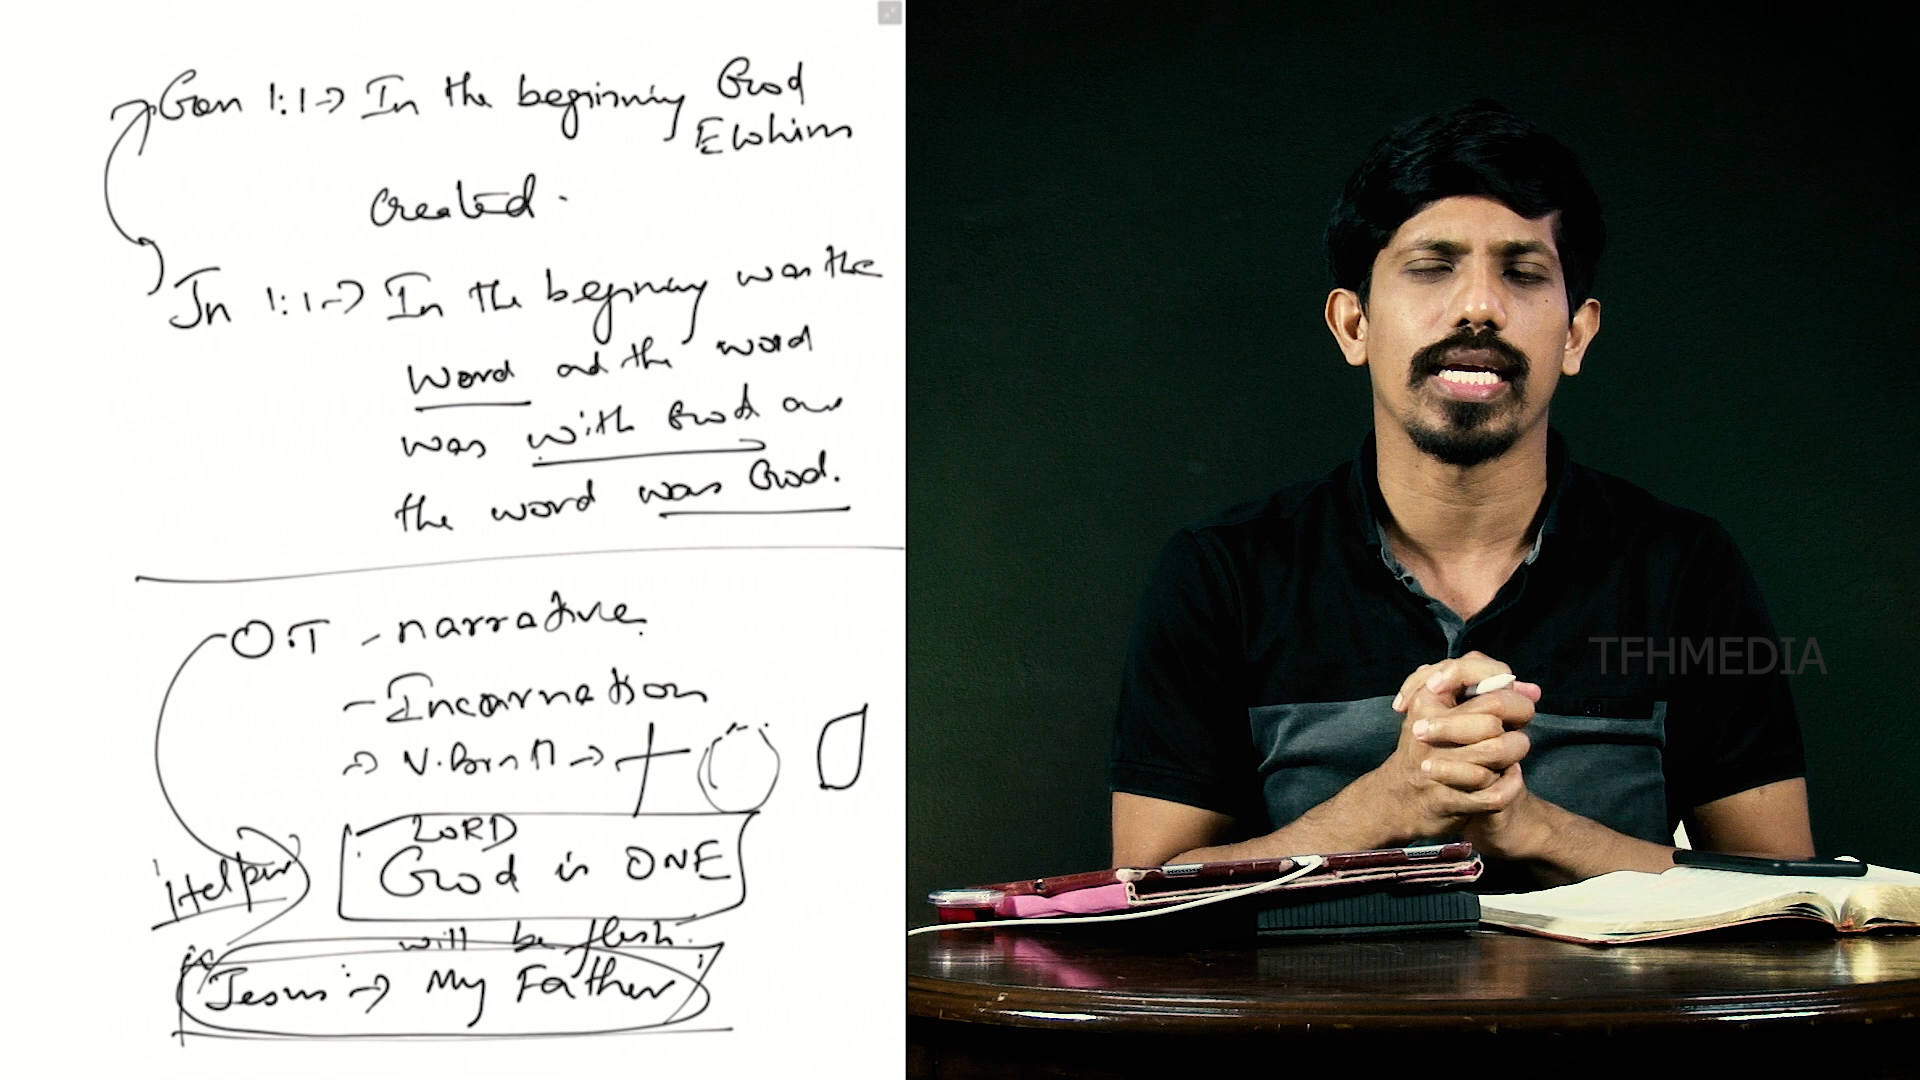 Gen 1:1 → In the beginning God
Elohim
Created.
Jn 1:1 → In the beginning was the
Word and the word
was with God and
the word was God.
O.T - narrative.
- Incarnation
→ V. Born →
LORD
God is ONE
Helper
will be flesh.
in
Jesus :→ My Father
TFHMEDIA